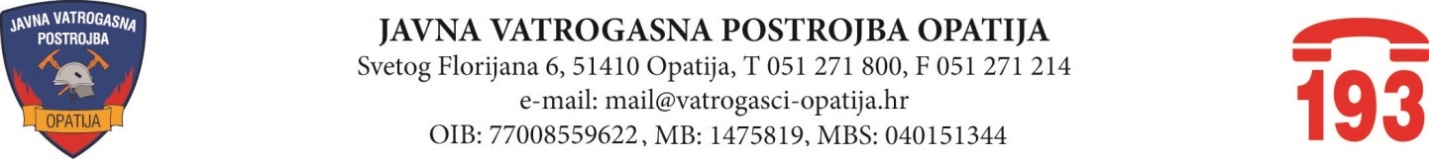 JAVNA VATROGASNA
POSTROJBA
OPATIJA
JAVNA VATROGASNA POSTROJBA OPATIJA
Svetog Florijana 6, 51410 Opatija, T 051 271 800, F 051 271 214
e-mail: mail@vatrogasci-opatija.hr
OIB: 77008559622, MB: 1475819, MBS: 040151344
193